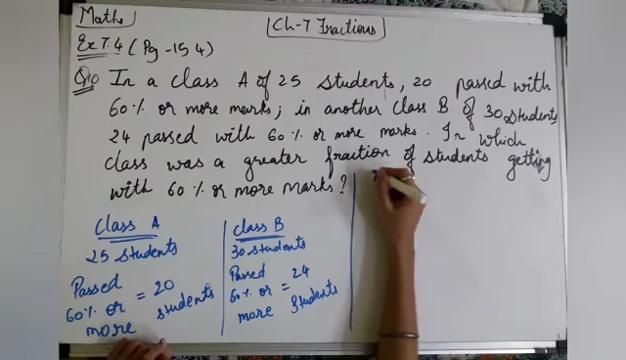 Maths
Ch-7 Fractions
Ex 7.4 (Pg-154)
Q10 In a class A of 25 students, 20 passed with
60% or more marks; in another class B of 30 students
24 passed with 60% or more marks. In which
class was a greater fraction of students getting
with 60% or more marks?
Class A
25 students
Passed
60% or = 20
more students
Class B
30 students
Passed
60% or = 24
more students